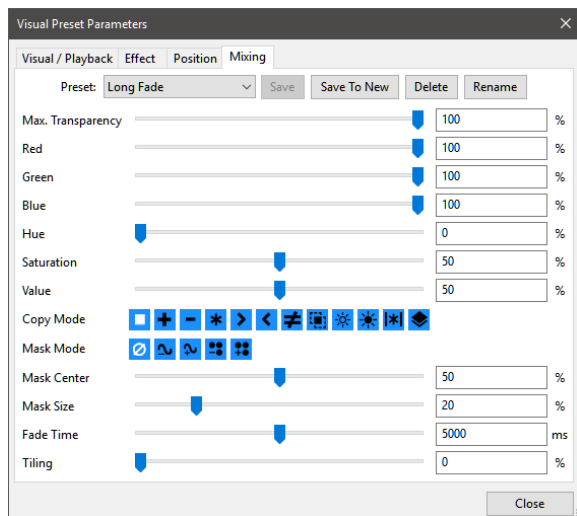 Visual Preset Parameters
Visual / Playback Effect Position Mixing
Preset: Long Fade Save Save To New Delete Rename
Max. Transparency 100 %
Red 100 %
Green 100 %
Blue 100 %
Hue 0 %
Saturation 50 %
Value 50 %
Copy Mode
Mask Mode
Mask Center 50 %
Mask Size 20 %
Fade Time 5000 ms
Tiling 0 %
Close